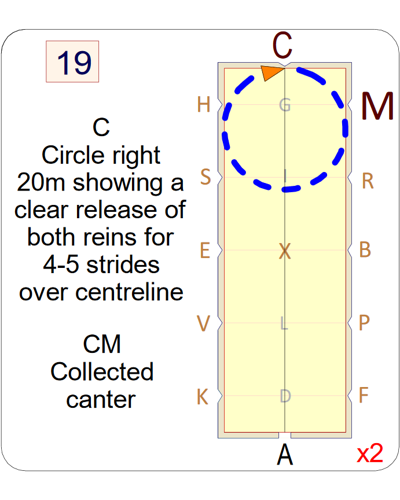 19
C
Circle right
20m showing a
clear release of
both reins for
4-5 strides
over centreline
CM
Collected
canter
C
H G M
S I R
E X B
V L P
K D F
A
x2